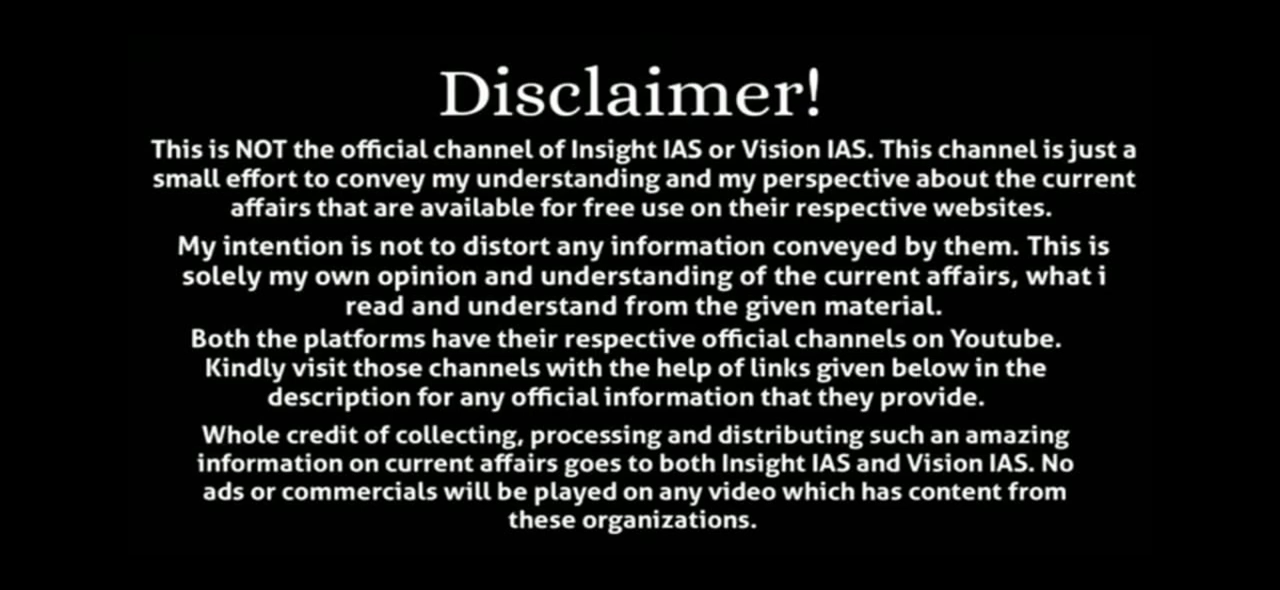 Disclaimer!
This is NOT the official channel of Insight IAS or Vision IAS. This channel is just a
small effort to convey my understanding and my perspective about the current
affairs that are available for free use on their respective websites.
My intention is not to distort any information conveyed by them. This is
solely my own opinion and understanding of the current affairs, what i
read and understand from the given material.
Both the platforms have their respective official channels on Youtube.
Kindly visit those channels with the help of links given below in the
description for any official information that they provide.
Whole credit of collecting, processing and distributing such an amazing
information on current affairs goes to both Insight IAS and Vision IAS. No
ads or commercials will be played on any video which has content from
these organizations.